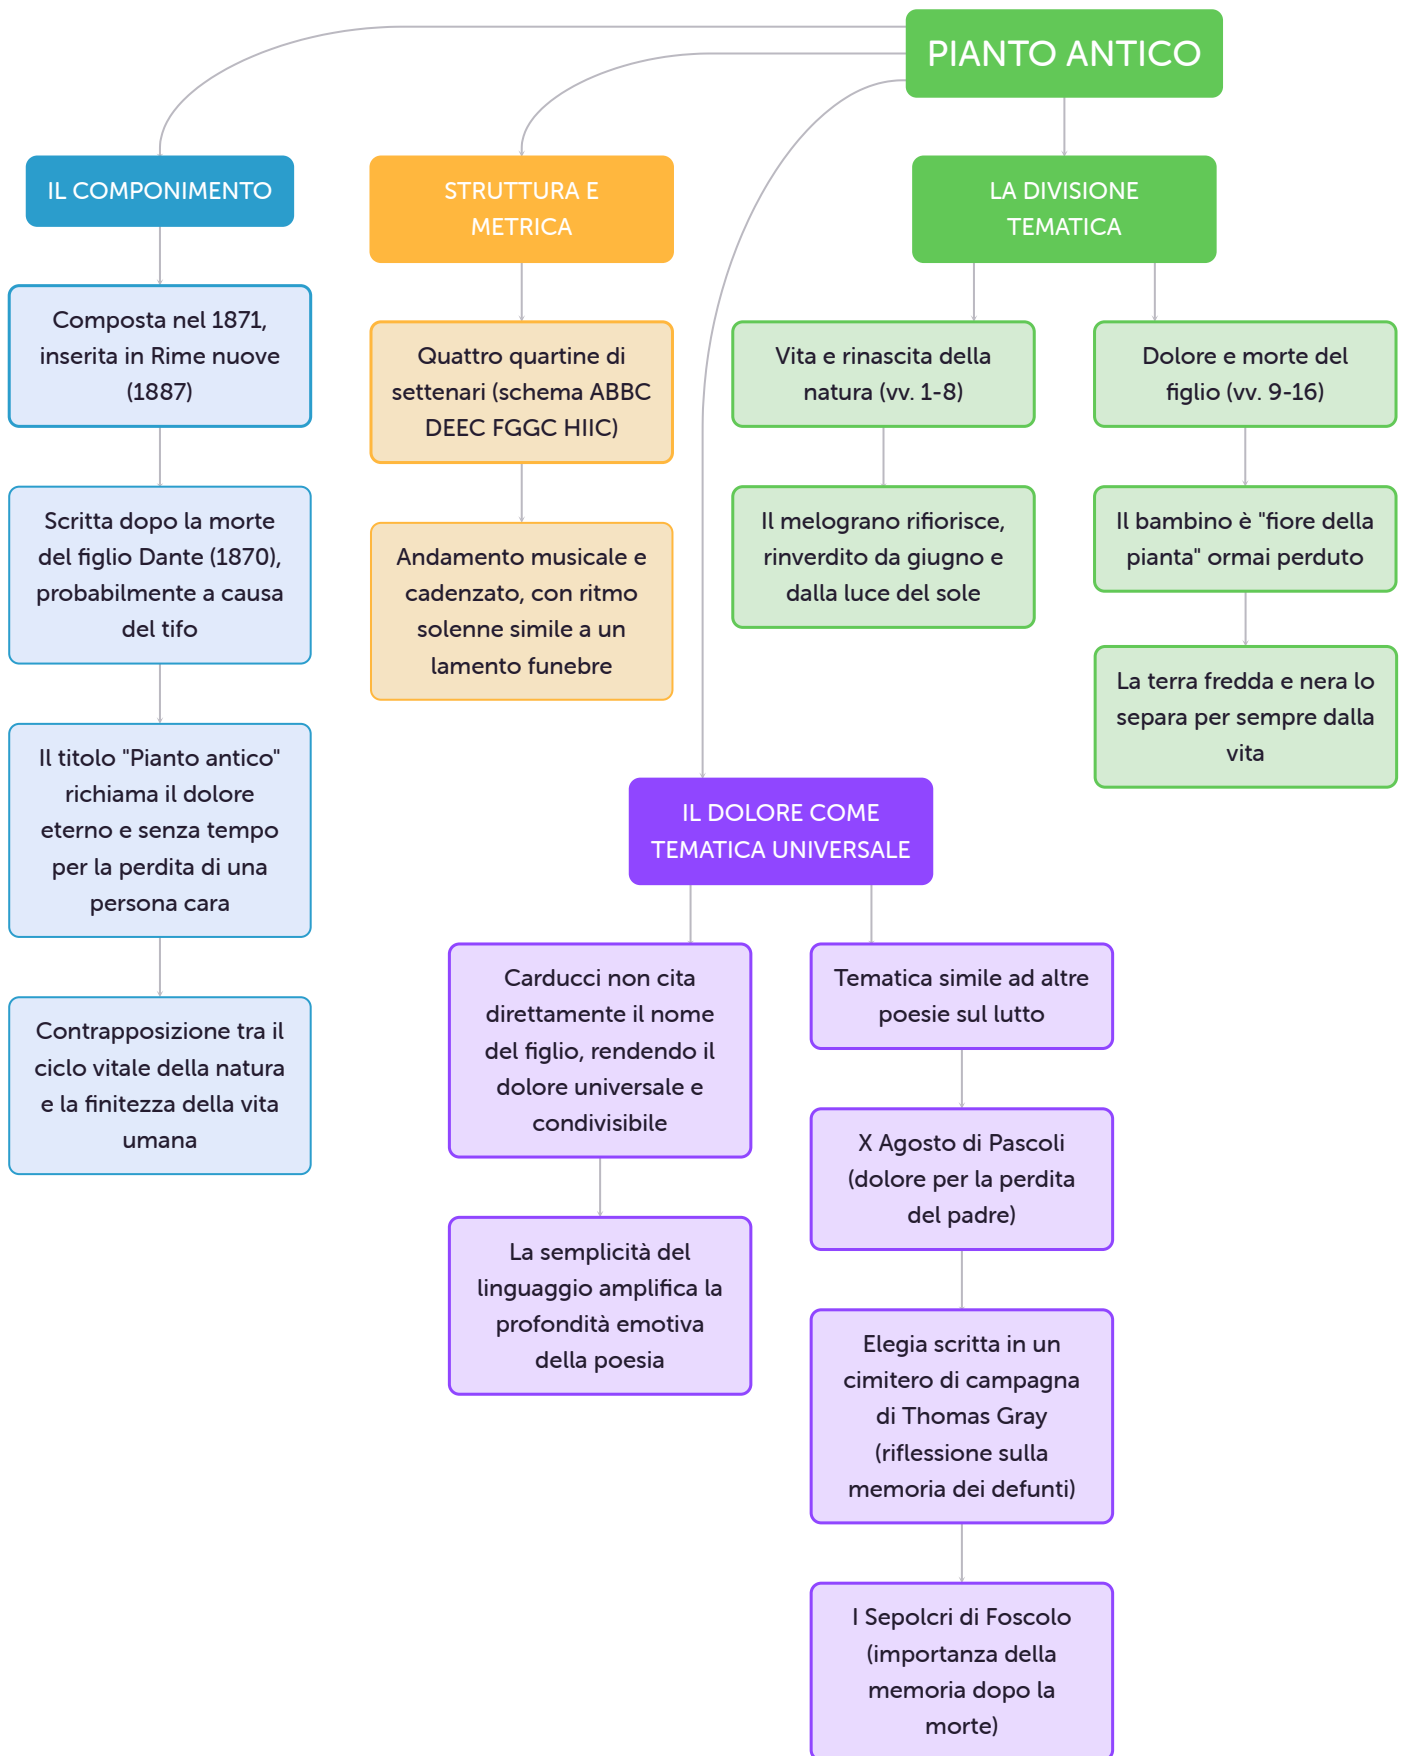 PIANTO ANTICO
IL COMPONIMENTO
Composta nel 1871,
inserita in Rime nuove
(1887)
Scritta dopo la morte
del figlio Dante (1870),
probabilmente a causa
del tifo
Il titolo "Pianto antico"
richiama il dolore
eterno e senza tempo
per la perdita di una
persona cara
Contrapposizione tra il
ciclo vitale della natura
e la finitezza della vita
umana
STRUTTURA E
METRICA
Quattro quartine di
settenari (schema ABBC
DEEC FGGC HIIC)
Andamento musicale e
cadenzato, con ritmo
solenne simile a un
lamento funebre
LA DIVISIONE
TEMATICA
Vita e rinascita della
natura (vv. 1-8)
Il melograno rifiorisce,
rinverdito da giugno e
dalla luce del sole
Dolore e morte del
figlio (vv. 9-16)
Il bambino è "fiore della
pianta" ormai perduto
La terra fredda e nera lo
separa per sempre dalla
vita
IL DOLORE COME
TEMATICA UNIVERSALE
Carducci non cita
direttamente il nome
del figlio, rendendo il
dolore universale e
condivisibile
La semplicità del
linguaggio amplifica la
profondità emotiva
della poesia
Tematica simile ad altre
poesie sul lutto
X Agosto di Pascoli
(dolore per la perdita
del padre)
Elegia scritta in un
cimitero di campagna
di Thomas Gray
(riflessione sulla
memoria dei defunti)
I Sepolcri di Foscolo
(importanza della
memoria dopo la
morte)